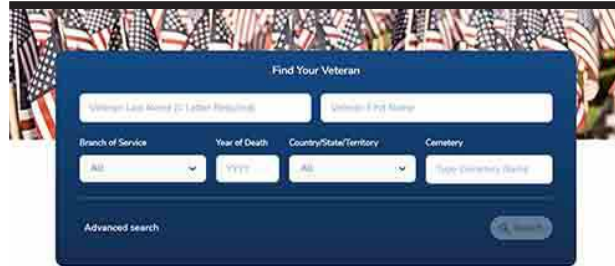 Find Your Veteran
Veteran Last Name (1 Letter Required) Veteran First Name
Branch of Service Year of Death Country/State/Territory Cemetery
All YYYY All Type Cemetery Name
Advanced search Search